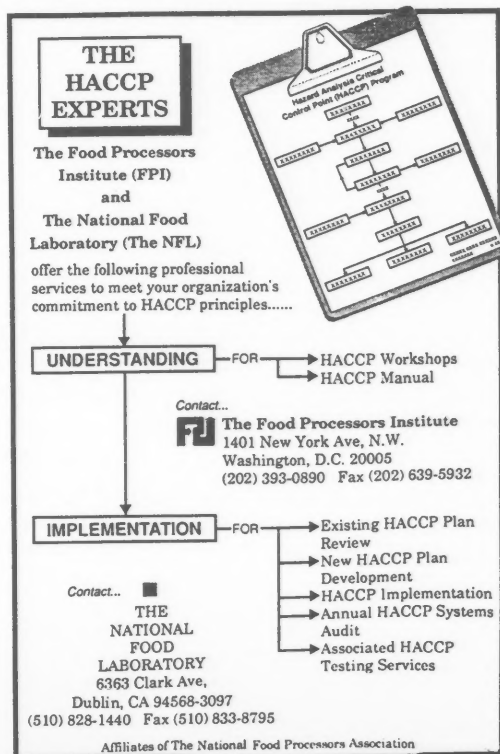 THE
HACCP
EXPERTS
The Food Processors
Institute (FPI)
and
The National Food
Laboratory (The NFL)
offer the following professional
services to meet your organization's
commitment to HACCP principles......
Hazard Analysis Critical
Control Point (HACCP) Program
UNDERSTANDING
FOR
HACCP Workshops
HACCP Manual
Contact...
The Food Processors Institute
1401 New York Ave, N.W.
Washington, D.C. 20005
(202) 393-0890 Fax (202) 639-5932
IMPLEMENTATION
FOR
Existing HACCP Plan
Review
New HACCP Plan
Development
HACCP Implementation
Annual HACCP Systems
Audit
Associated HACCP
Testing Services
Contact...
THE
NATIONAL
FOOD
LABORATORY
6363 Clark Ave,
Dublin, CA 94568-3097
(510) 828-1440 Fax (510) 833-8795
Affiliates of The National Food Processors Association